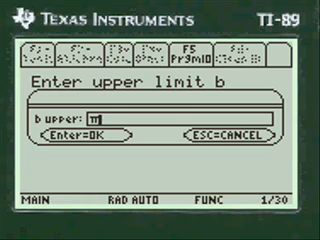 TEXAS INSTRUMENTS TI-89
F5
PrgmIO
Enter upper limit b
b upper: π
Enter=OK ESC=CANCEL
MAIN RAD AUTO FUNC 1/30